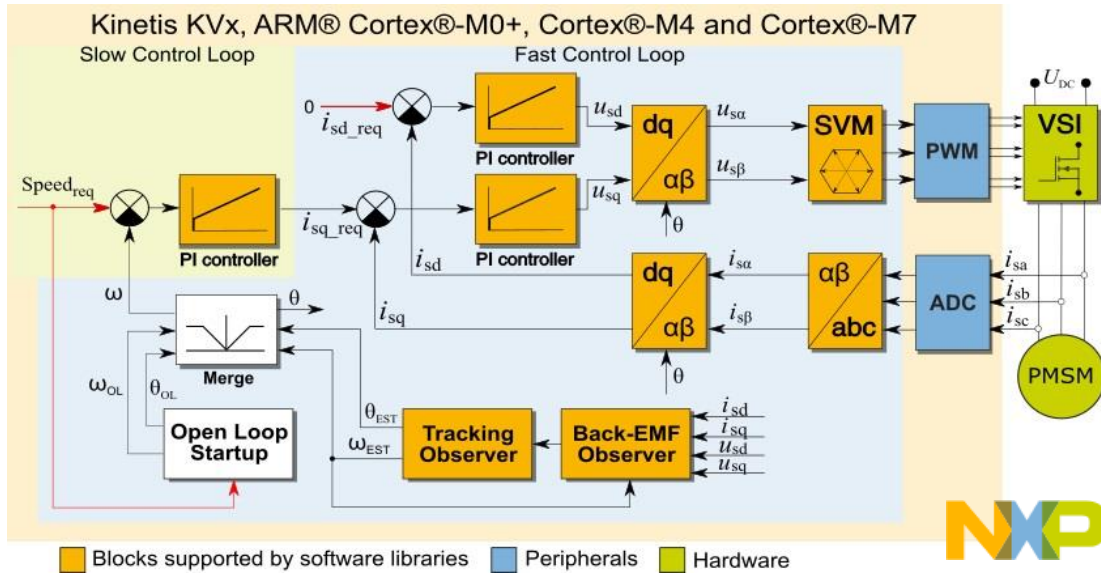 Kinetis KVx, ARM® Cortex®-M0+, Cortex®-M4 and Cortex®-M7
Slow Control Loop
Fast Control Loop
0
i_sd_req
PI controller
u_sd
dq
αβ
u_sα
u_sβ
SVM
PWM
U_DC
VSI
Speed_req
PI controller
i_sq_req
PI controller
u_sq
θ
i_sd
i_sq
dq
αβ
θ
i_sα
i_sβ
αβ
abc
ADC
i_sa
i_sb
i_sc
PMSM
ω
θ
Merge
ω_OL
θ_OL
θ_EST
ω_EST
Open Loop
Startup
Tracking
Observer
Back-EMF
Observer
i_sd
i_sq
u_sd
u_sq
NXP
Blocks supported by software libraries
Peripherals
Hardware